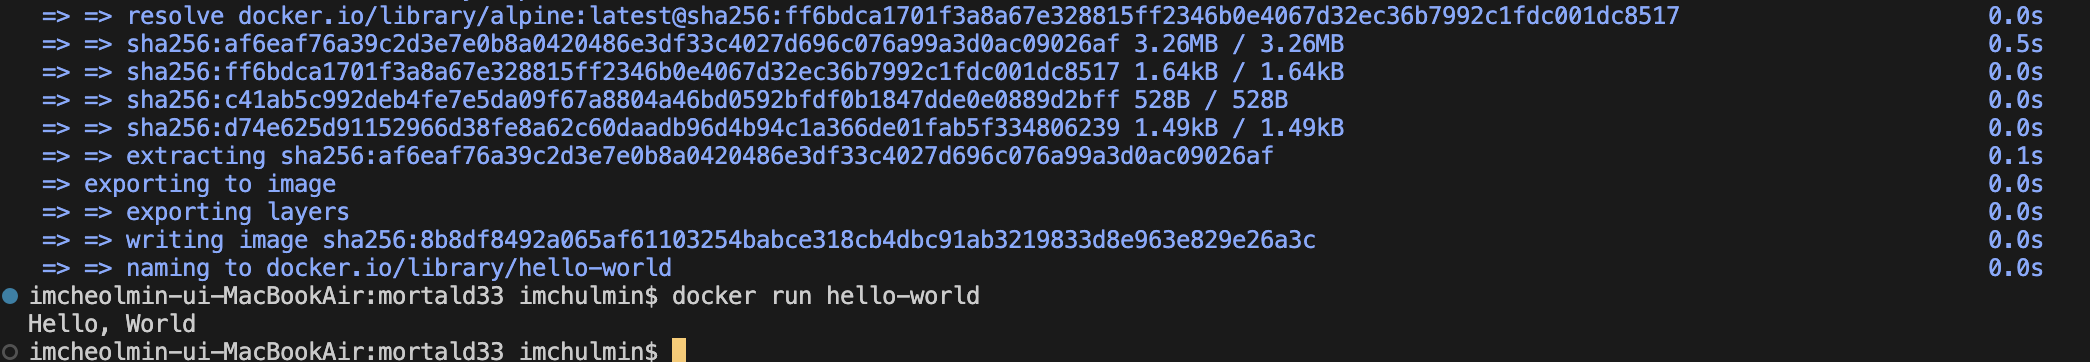 => => resolve docker.io/library/alpine:latest@sha256:ff6bdca1701f3a8a67e328815ff2346b0e4067d32ec36b7992c1fdc001dc8517 0.0s
=> => sha256:af6eaf76a39c2d3e7e0b8a0420486e3df33c4027d696c076a99a3d0ac09026af 3.26MB / 3.26MB 0.5s
=> => sha256:ff6bdca1701f3a8a67e328815ff2346b0e4067d32ec36b7992c1fdc001dc8517 1.64kB / 1.64kB 0.0s
=> => sha256:c41ab5c992deb4fe7e5da09f67a8804a46bd0592bfdf0b1847dde0e0889d2bff 528B / 528B 0.0s
=> => sha256:d74e625d91152966d38fe8a62c60daadb96d4b94c1a366de01fab5f334806239 1.49kB / 1.49kB 0.0s
=> => extracting sha256:af6eaf76a39c2d3e7e0b8a0420486e3df33c4027d696c076a99a3d0ac09026af 0.1s
=> exporting to image 0.0s
=> => exporting layers 0.0s
=> => writing image sha256:8b8df8492a065af61103254babce318cb4dbc91ab3219833d8e963e829e26a3c 0.0s
=> => naming to docker.io/library/hello-world 0.0s
imcheolmin-ui-MacBookAir:mortald33 imchulmin$ docker run hello-world
Hello, World
imcheolmin-ui-MacBookAir:mortald33 imchulmin$